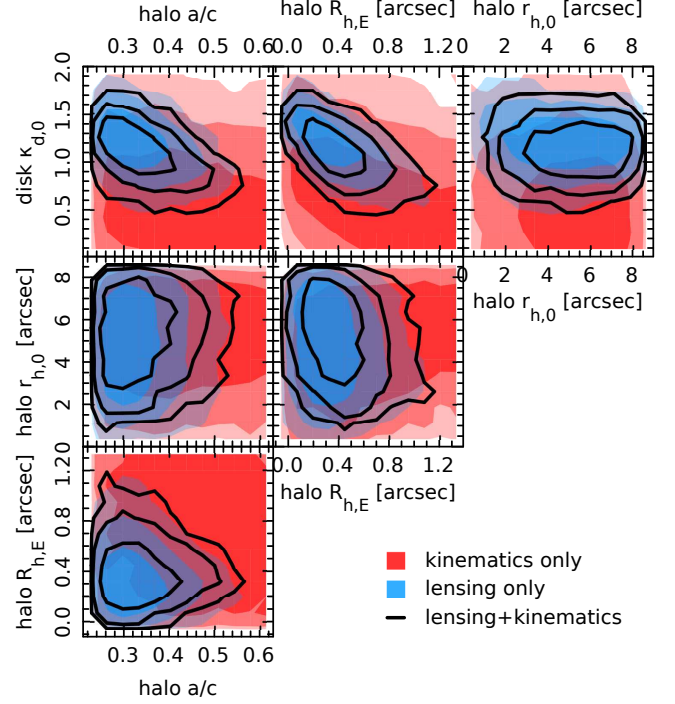 halo a/c
halo R_h,E [arcsec]
halo r_h,0 [arcsec]
0.3 0.4 0.5 0.6
0.0 0.4 0.8 1.2
0 2 4 6 8
disk κ_d,0
2.0
1.5
1.0
0.5
halo r_h,0 [arcsec]
8
6
4
2
0
0 2 4 6 8
halo r_h,0 [arcsec]
halo R_h,E [arcsec]
1.20
0.8
0.4
0.0
0.0 0.4 0.8 1.2
halo R_h,E [arcsec]
kinematics only
lensing only
lensing+kinematics
0.3 0.4 0.5 0.6
halo a/c